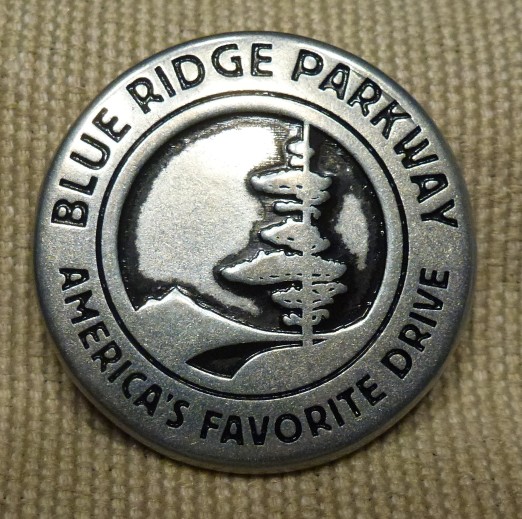 BLUE RIDGE PARKWAY
AMERICA'S FAVORITE DRIVE